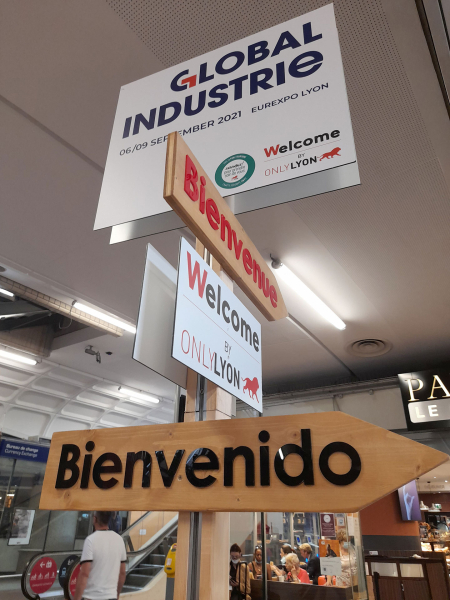 GLOBAL
INDUSTRIE
06/09 SEPTEMBER 2021 EUREXPO LYON
Welcome
BY
ONLYLYON
Bienvenue
Welcome
BY
ONLYLYON
Bienvenido
Bureau de change
Currency Exchange
PA
LE